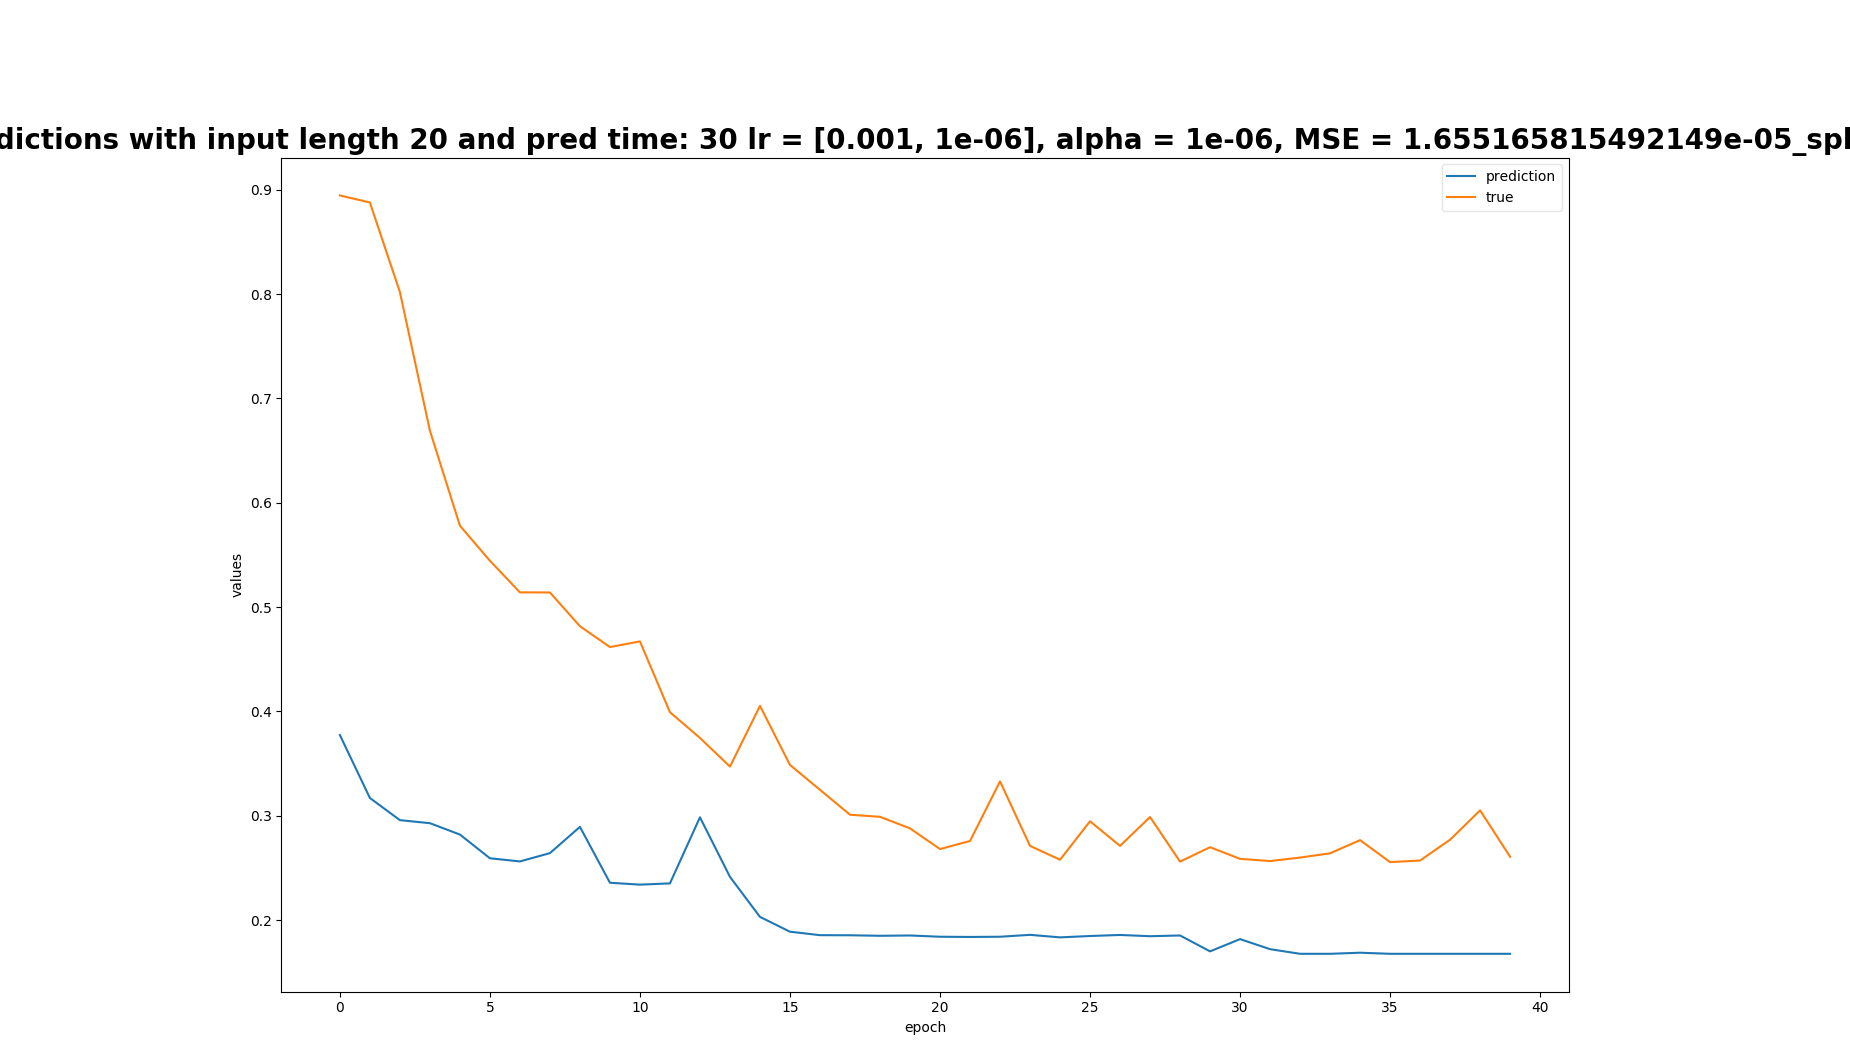 dictions with input length 20 and pred time: 30 lr = [0.001, 1e-06], alpha = 1e-06, MSE = 1.655165815492149e-05_spl
prediction
true
0.9
0.8
0.7
0.6
0.5
0.4
0.3
0.2
values
0 5 10 15 20 25 30 35 40
epoch